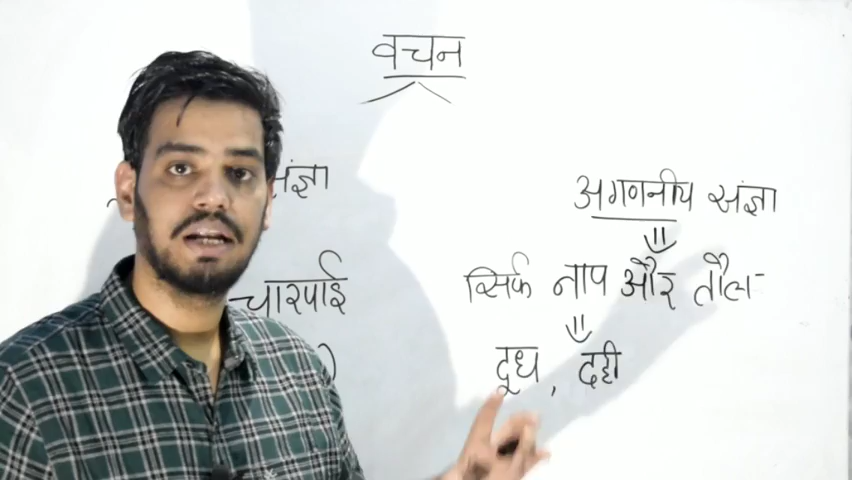 वचन
संज्ञा
अगणनीय संज्ञा
चारपाई
सिर्फ नाप और तौल
दूध, दही